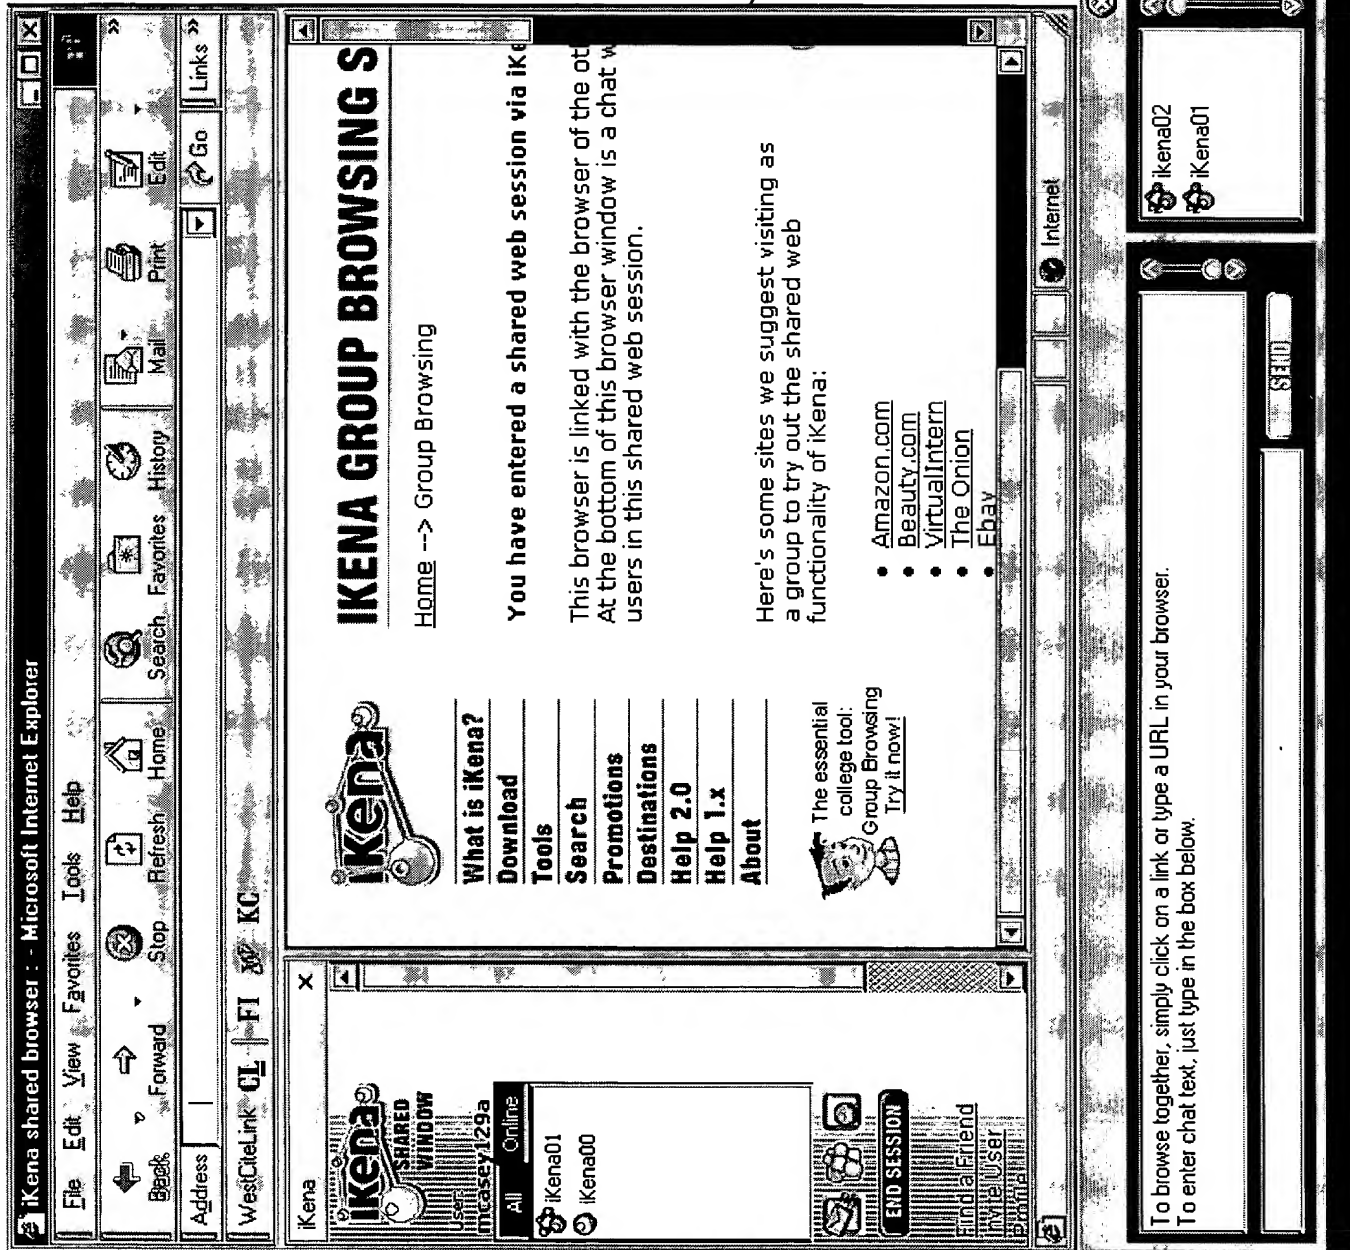 iKena shared browser : - Microsoft Internet Explorer
File Edit View Favorites Tools Help
Back Forward Stop Refresh Home Search Favorites History Mail Print Edit »
Address Go Links »
WestCiteLink CL FI KC
iKena
iKena
SHARED
WINDOW
User:
mcasey729a
All Online
iKena01
iKena00
END SESSION
Find a Friend
Invite User
Profile
iKena
What is iKena?
Download
Tools
Search
Promotions
Destinations
Help 2.0
Help 1.x
About
The essential
college tool:
Group Browsing
Try it now!
IKENA GROUP BROWSING S
Home --> Group Browsing
You have entered a shared web session via iKe
This browser is linked with the browser of the ot
At the bottom of this browser window is a chat w
users in this shared web session.
Here's some sites we suggest visiting as
a group to try out the shared web
functionality of iKena:
• Amazon.com
• Beauty.com
• VirtualIntern
• The Onion
• Ebay
Internet
To browse together, simply click on a link or type a URL in your browser.
To enter chat text, just type in the box below.
SEND
ikena02
iKena01